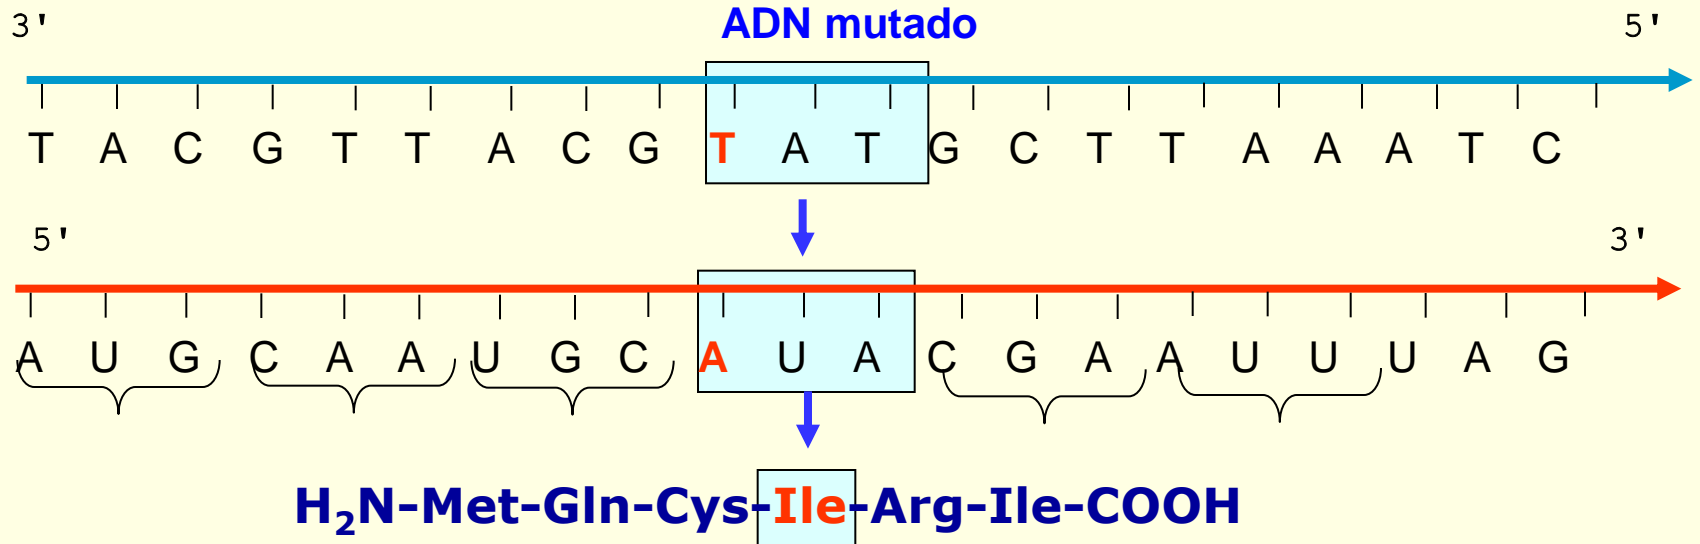 3' ADN mutado 5'
T A C G T T A C G T A T G C T T A A A T C
5' 3'
A U G C A A U G C A U A C G A A U U U A G
H₂N-Met-Gln-Cys-Ile-Arg-Ile-COOH